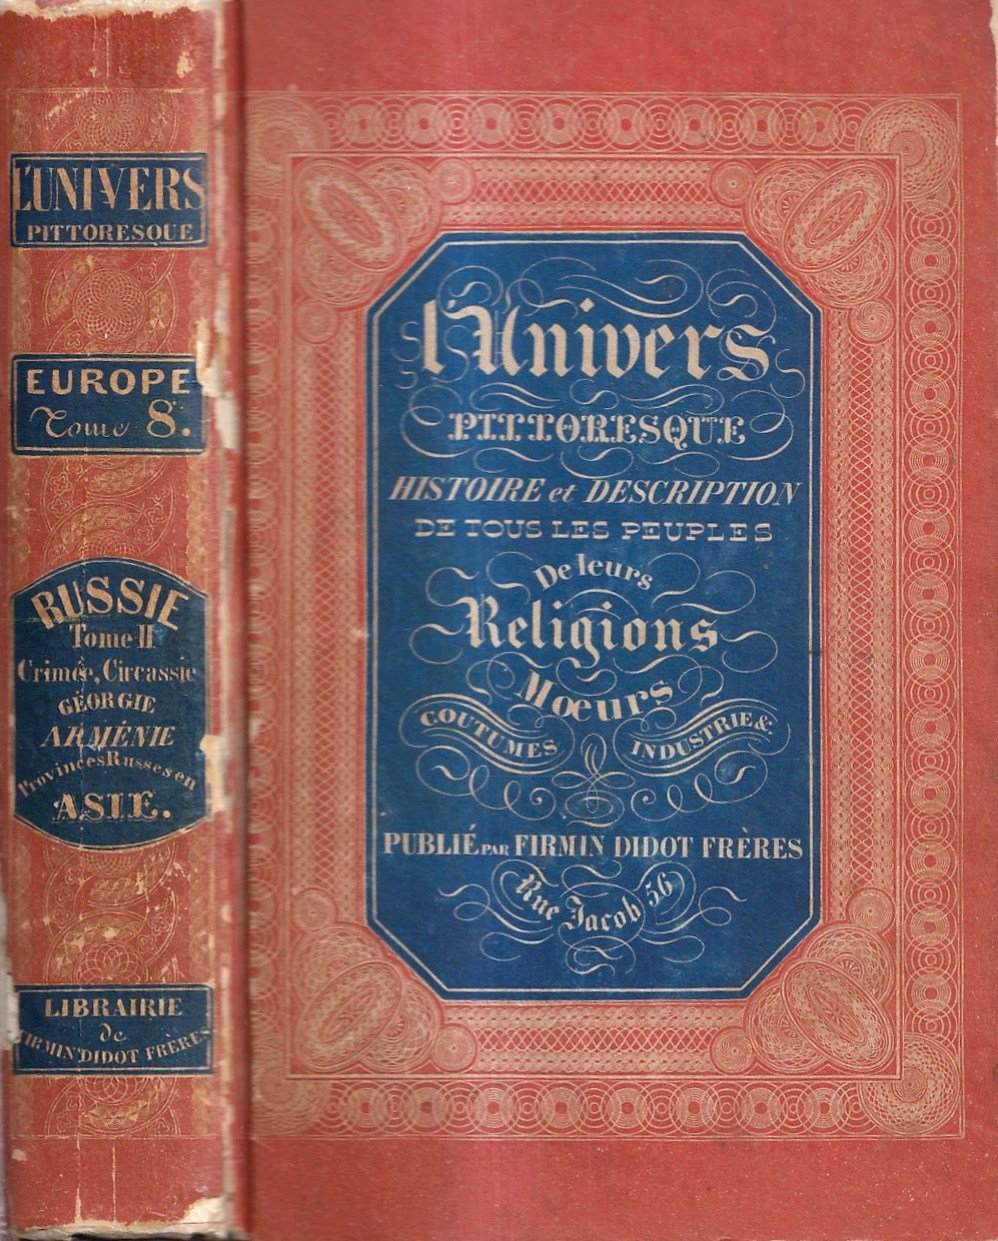 L'UNIVERS
PITTORESQUE
EUROPE
Tome 8.
RUSSIE
Tome II
Crimée, Circassie
GÉORGIE
ARMÉNIE
Provinces Russes en
ASIE.
LIBRAIRIE
de
FIRMIN DIDOT FRÈRES
l'Univers
PITTORESQUE
HISTOIRE et DESCRIPTION
DE TOUS LES PEUPLES
De leurs
Religions
Mœurs
COUTUMES INDUSTRIE &.
PUBLIÉ PAR FIRMIN DIDOT FRÈRES
Rue Jacob 56